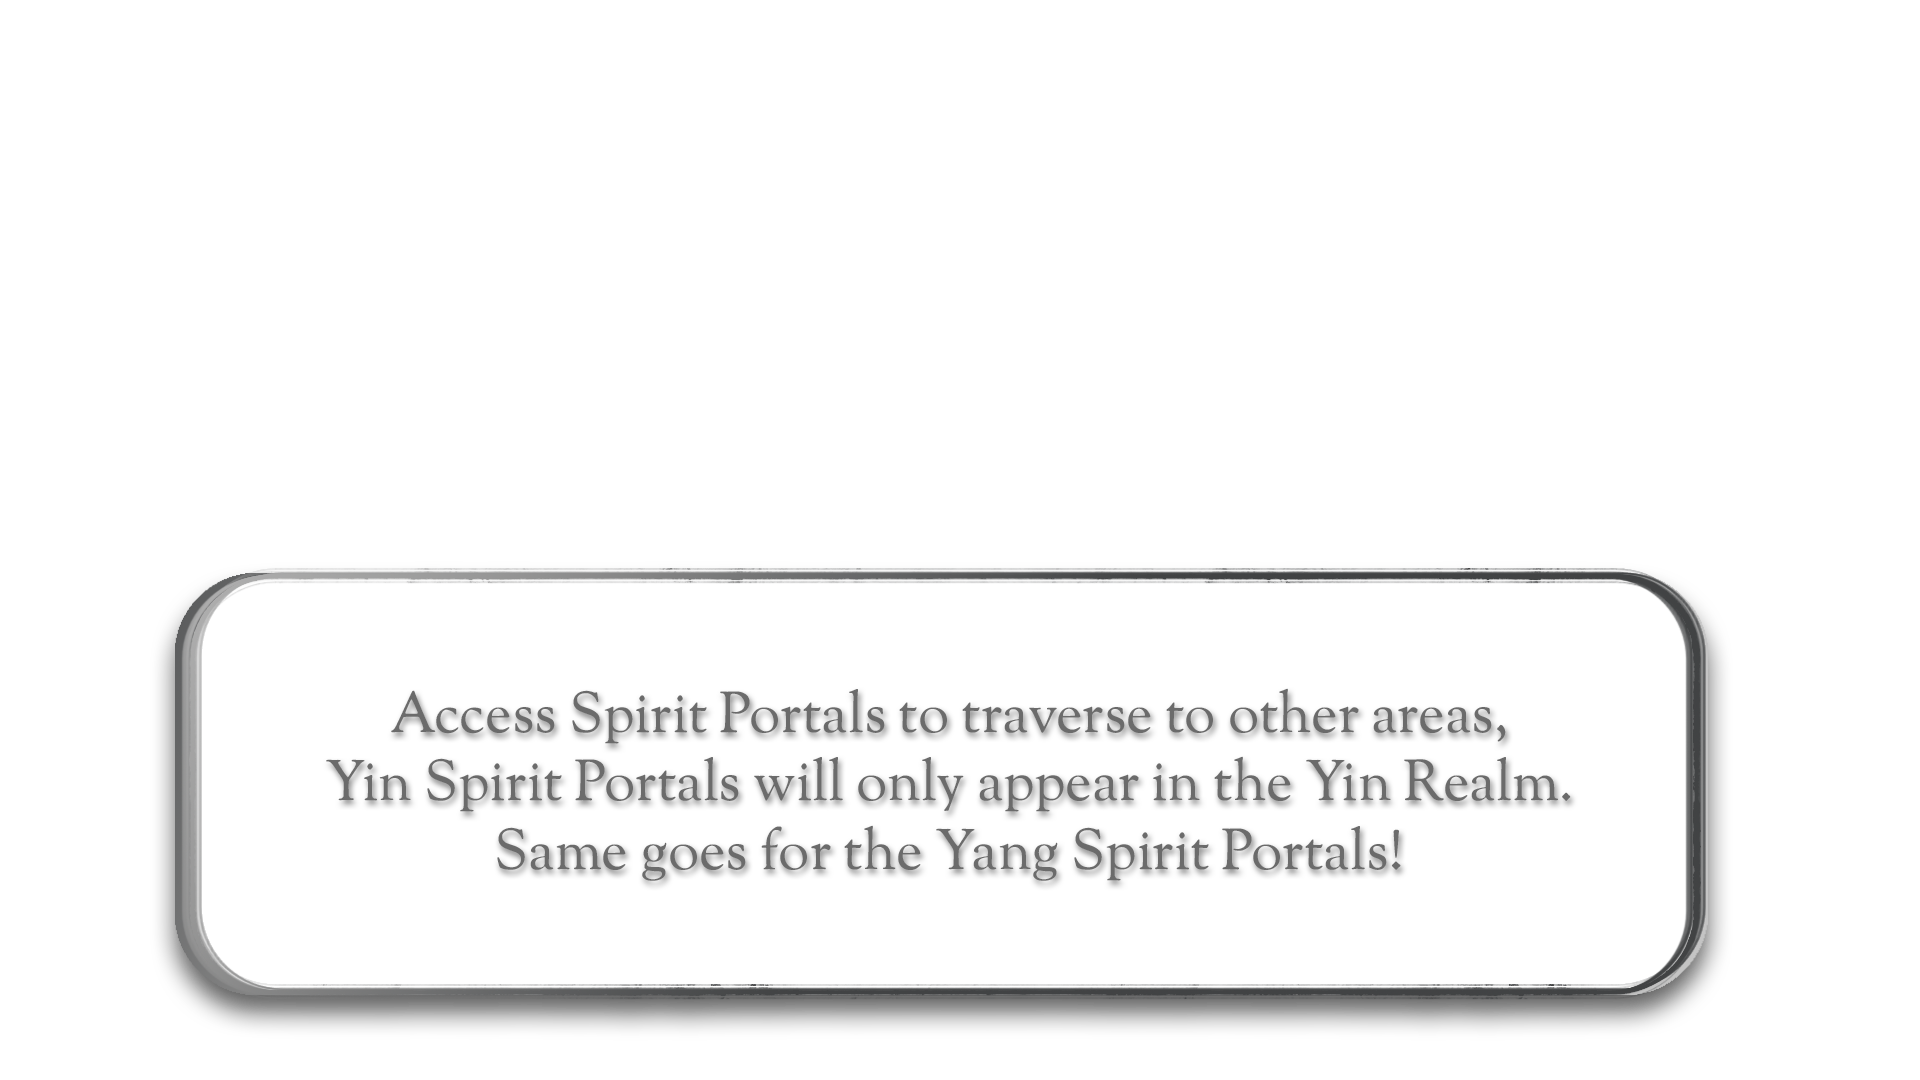 Access Spirit Portals to traverse to other areas,
Yin Spirit Portals will only appear in the Yin Realm.
Same goes for the Yang Spirit Portals!